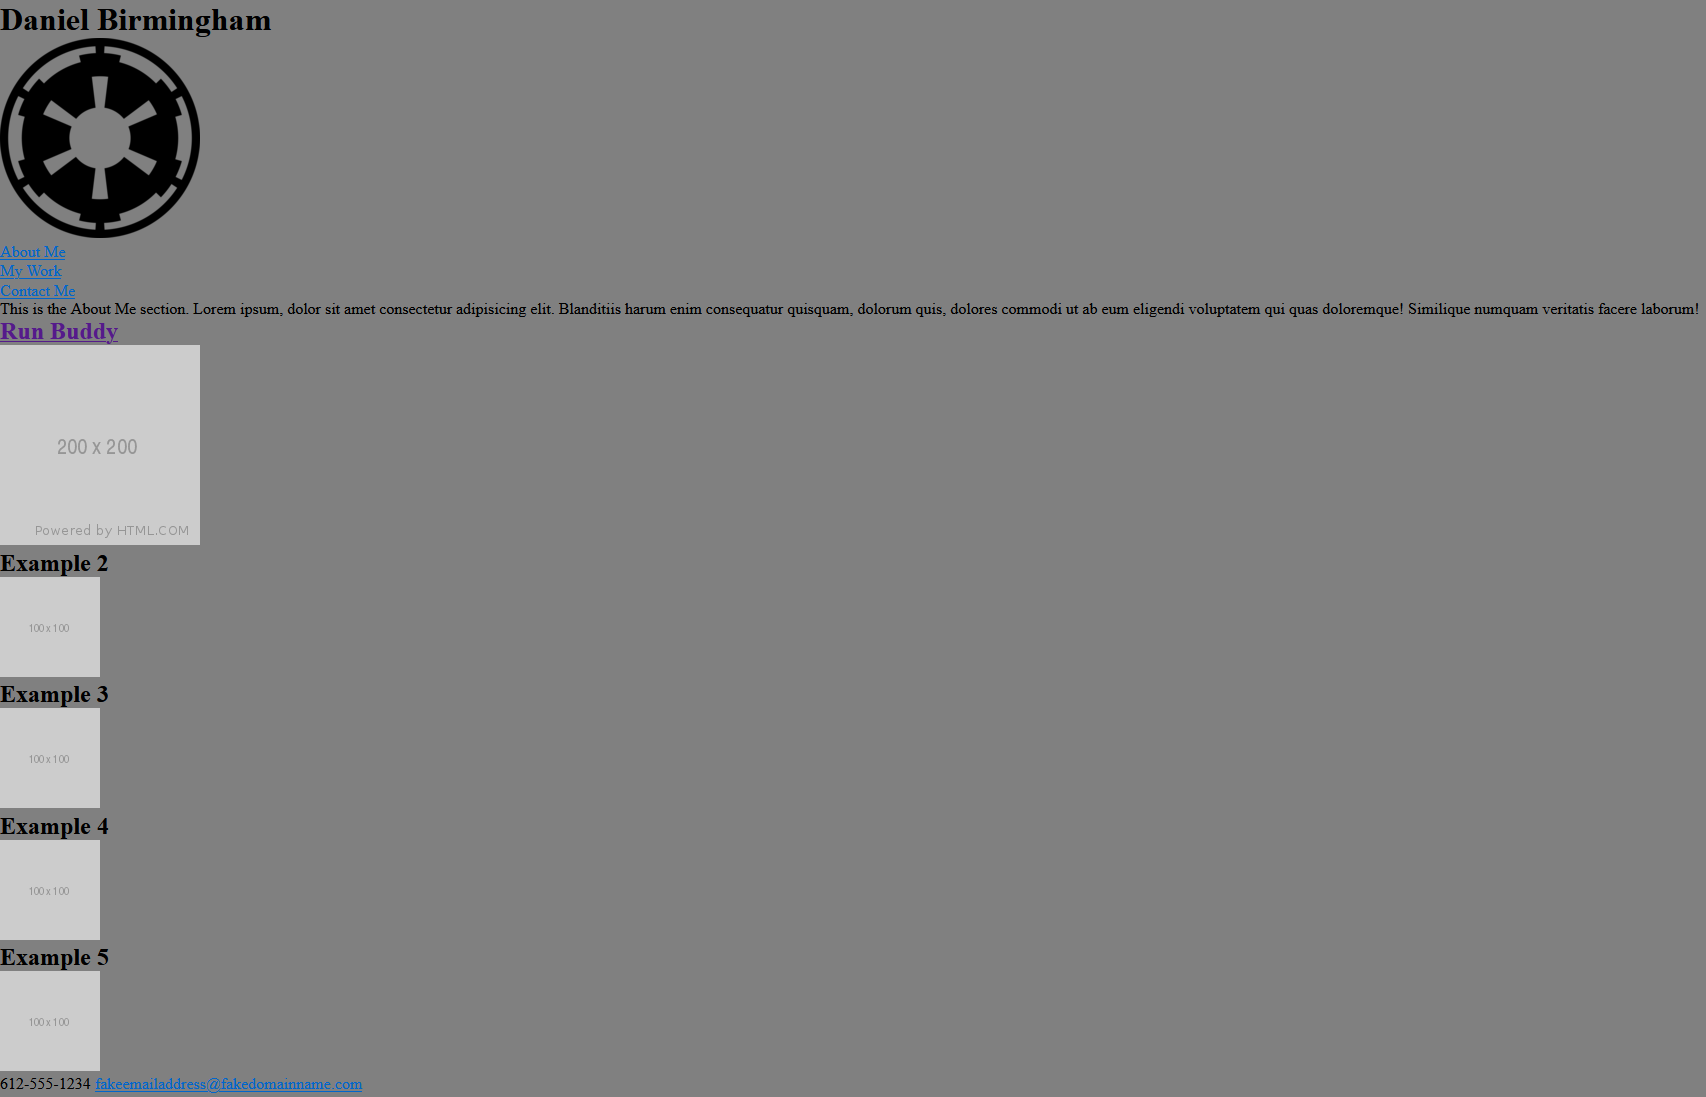 Daniel Birmingham
About Me
My Work
Contact Me
This is the About Me section. Lorem ipsum, dolor sit amet consectetur adipisicing elit. Blanditiis harum enim consequatur quisquam, dolorum quis, dolores commodi ut ab eum eligendi voluptatem qui quas doloremque! Similique numquam veritatis facere laborum!
Run Buddy
200 x 200
Powered by HTML.COM
Example 2
100 x 100
Example 3
100 x 100
Example 4
100 x 100
Example 5
100 x 100
612-555-1234 fakeemailaddress@fakedomainname.com